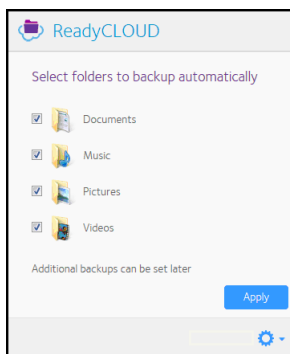 ReadyCLOUD
Select folders to backup automatically
Documents
Music
Pictures
Videos
Additional backups can be set later
Apply